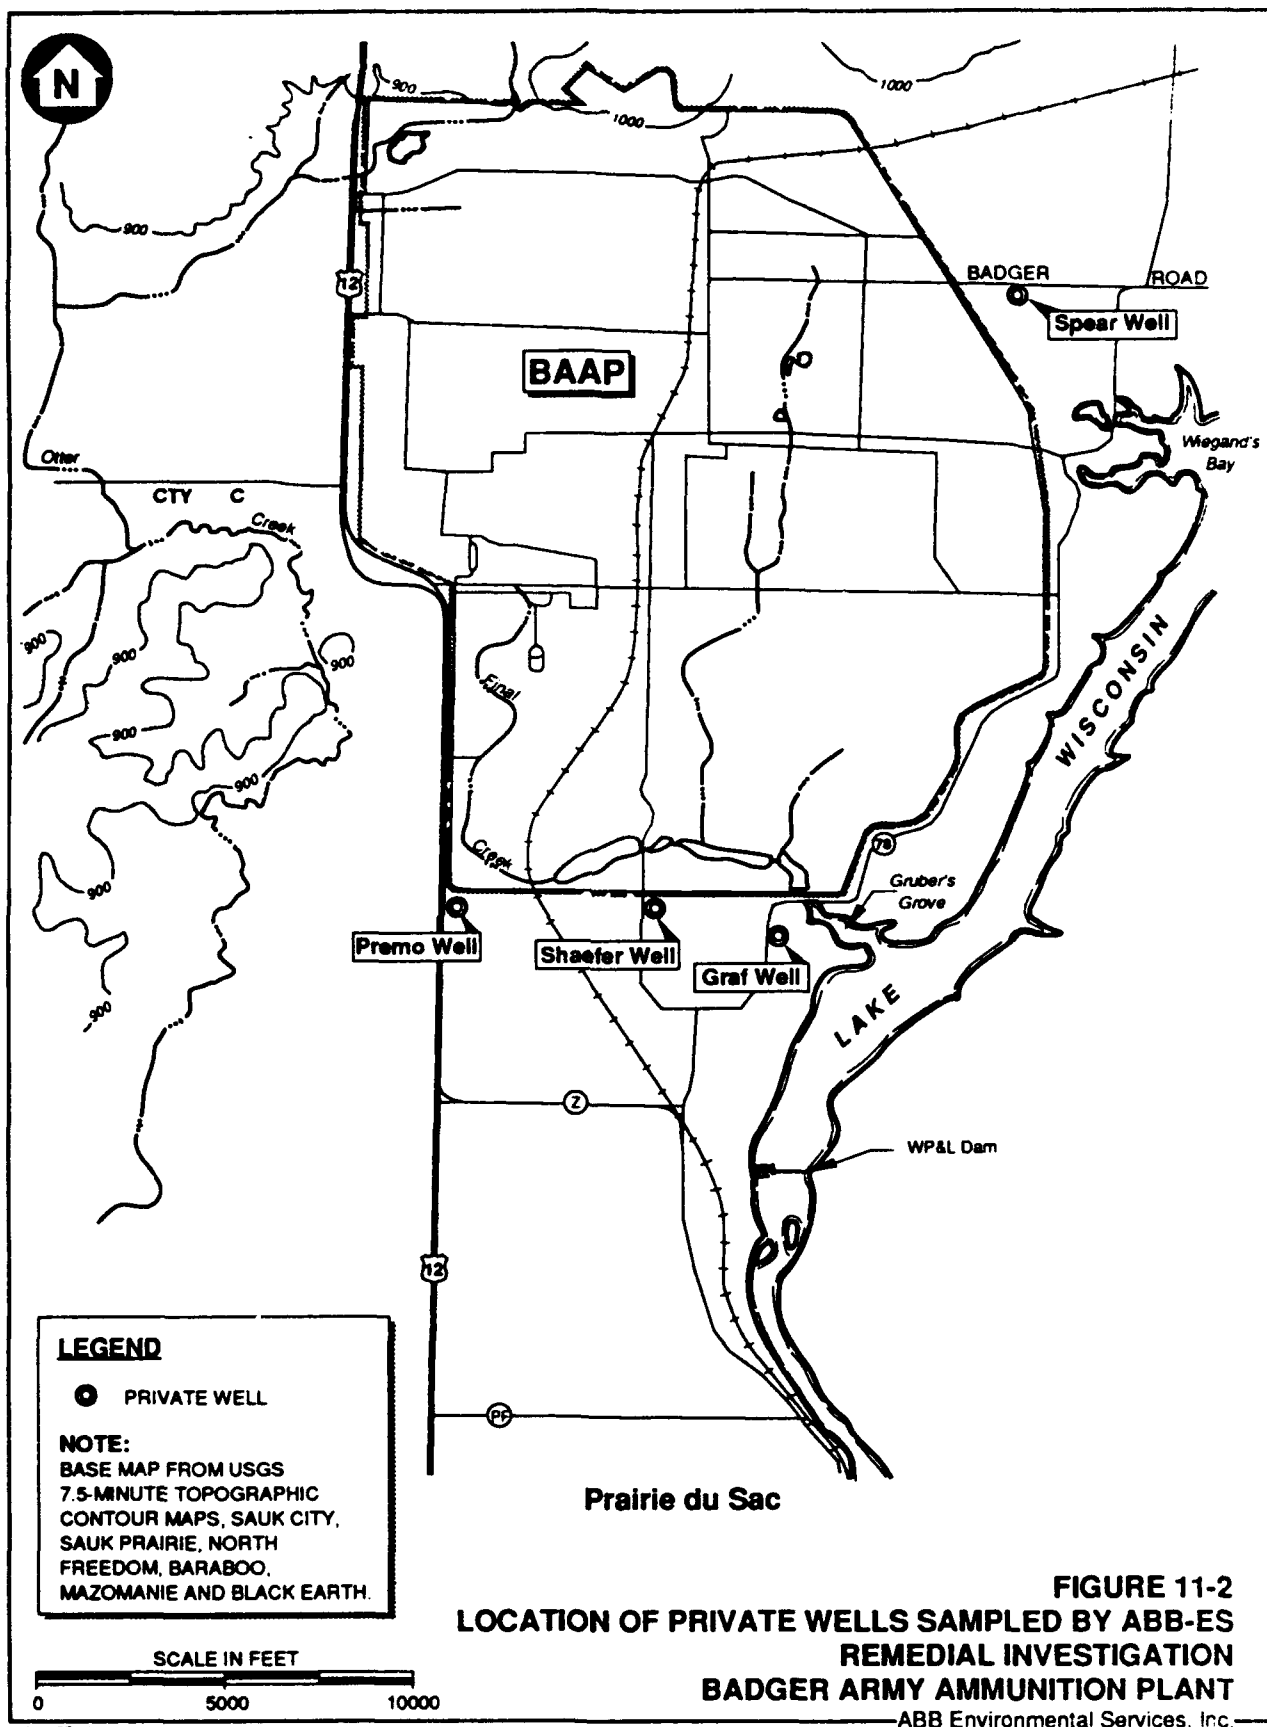 N
900
1000
1000
900
12
BADGER ROAD
Spear Well
BAAP
Wiegand's
Bay
Otter
CTY C
Creek
900
900
900
Final
900
900
WISCONSIN
78
Creek
Gruber's
Grove
900
Premo Well
Shaefer Well
Graf Well
LAKE
900
Z
WP&L Dam
12
PF
LEGEND
PRIVATE WELL
NOTE:
BASE MAP FROM USGS
7.5-MINUTE TOPOGRAPHIC
CONTOUR MAPS, SAUK CITY,
SAUK PRAIRIE, NORTH
FREEDOM, BARABOO,
MAZOMANIE AND BLACK EARTH.
Prairie du Sac
FIGURE 11-2
LOCATION OF PRIVATE WELLS SAMPLED BY ABB-ES
REMEDIAL INVESTIGATION
BADGER ARMY AMMUNITION PLANT
SCALE IN FEET
0 5000 10000
ABB Environmental Services, Inc.